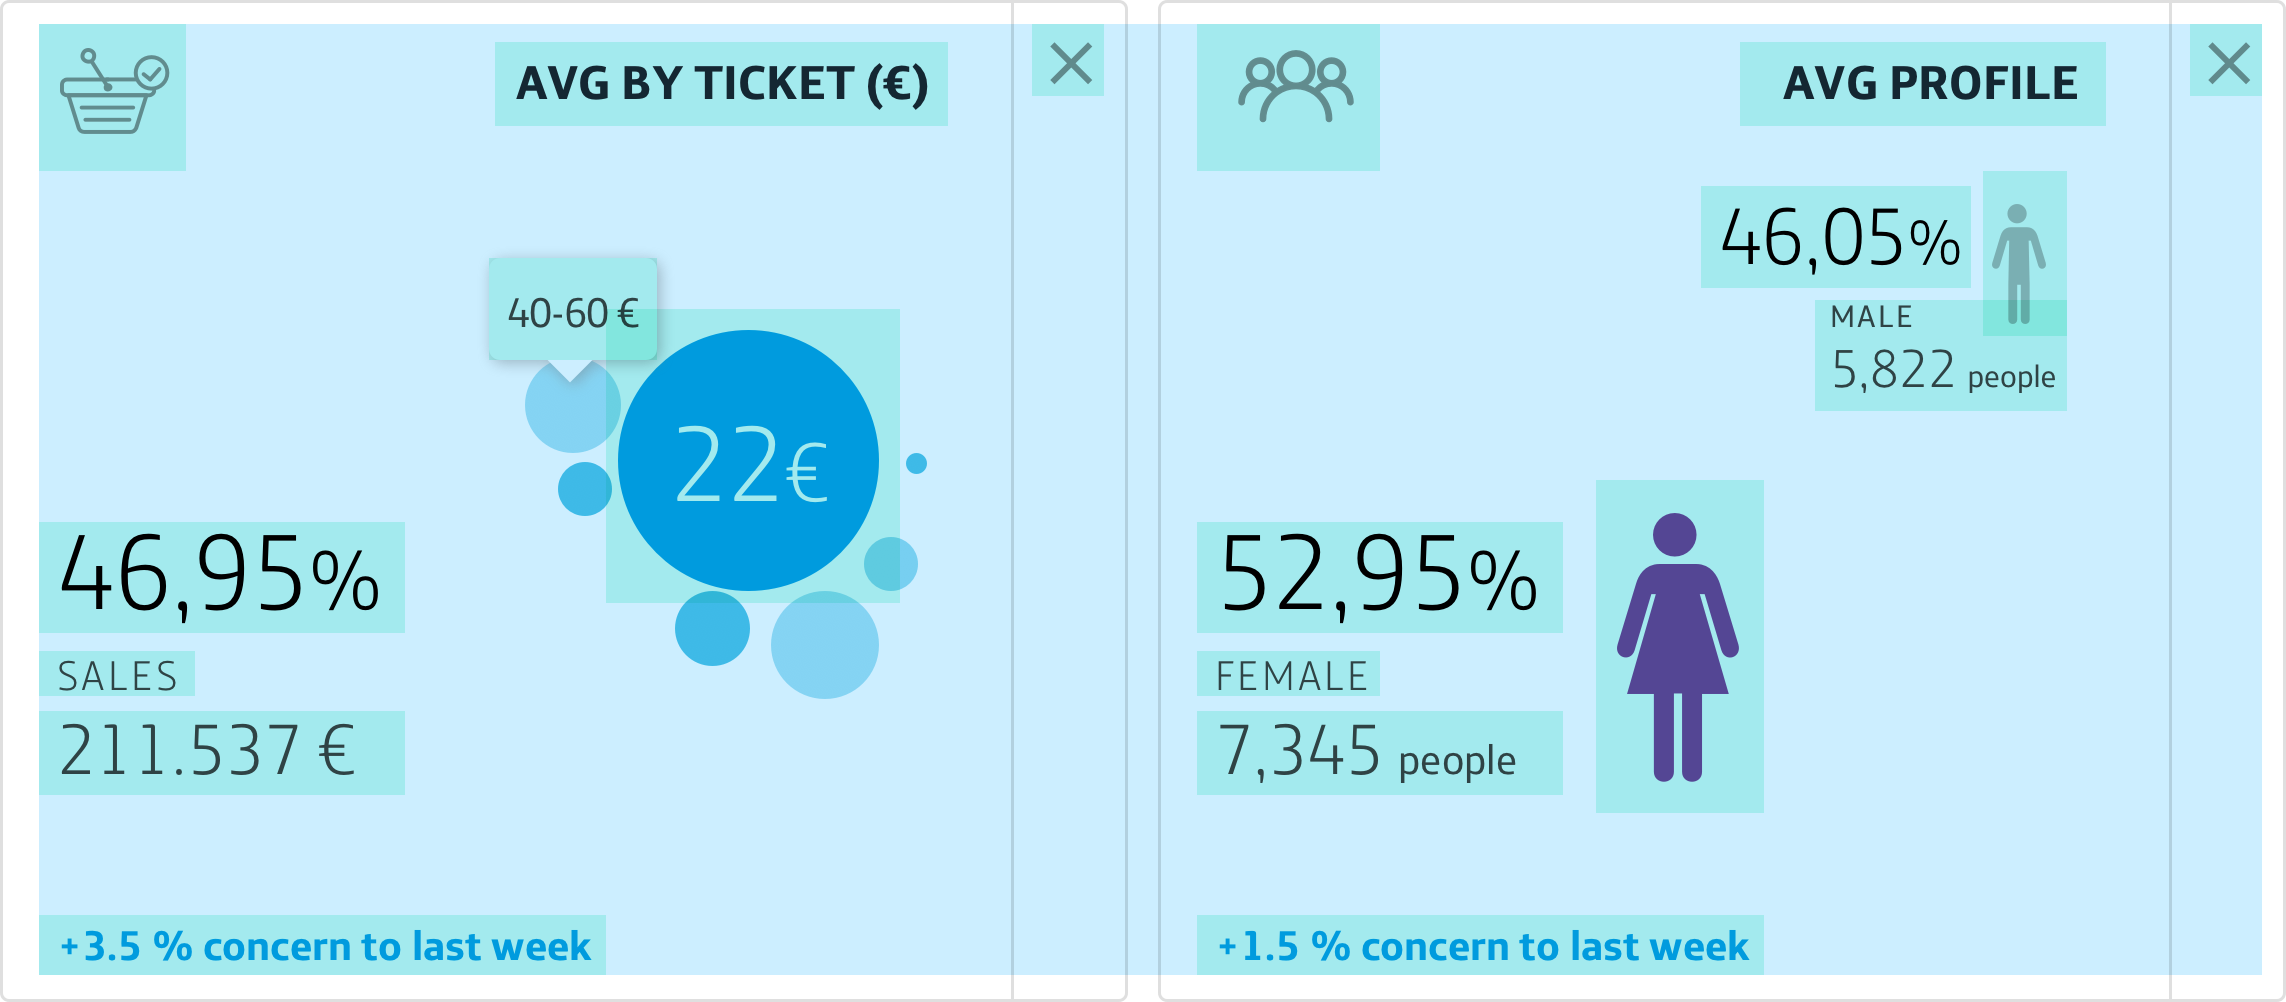 AVG BY TICKET (€)
40-60 €
22€
46,95%
SALES
211.537 €
+3.5 % concern to last week
AVG PROFILE
46,05%
MALE
5,822 people
52,95%
FEMALE
7,345 people
+1.5 % concern to last week